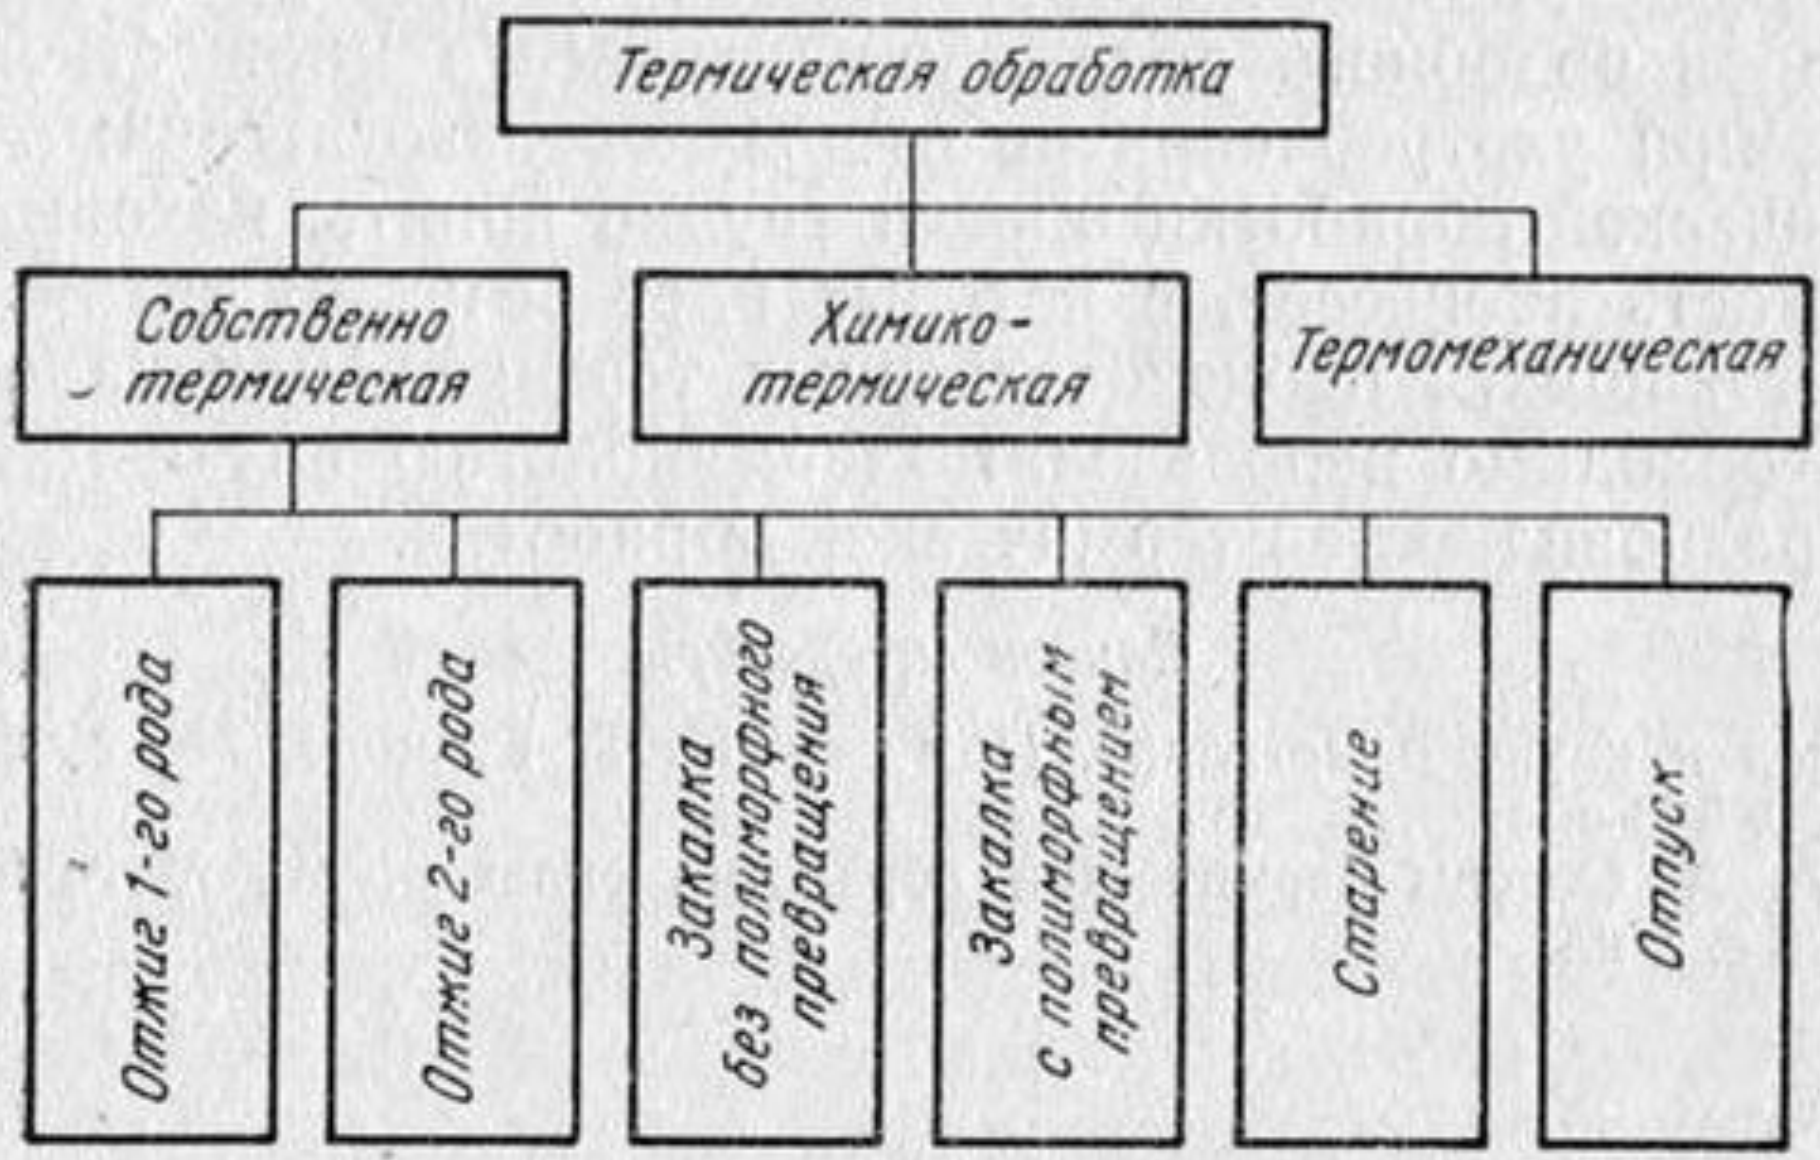 Термическая обработка
Собственно
термическая
Химико-
термическая
Термомеханическая
Отжиг 1-го рода
Отжиг 2-го рода
Закалка
без полиморфного
превращения
Закалка
с полиморфным
превращением
Старение
Отпуск